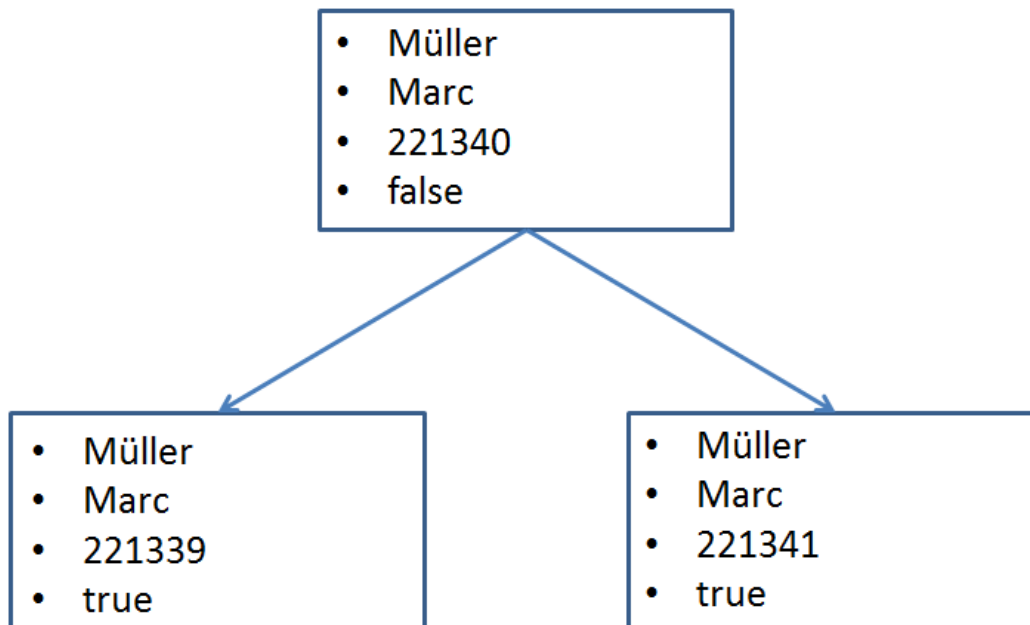 • Müller
• Marc
• 221340
• false
• Müller
• Marc
• 221339
• true
• Müller
• Marc
• 221341
• true